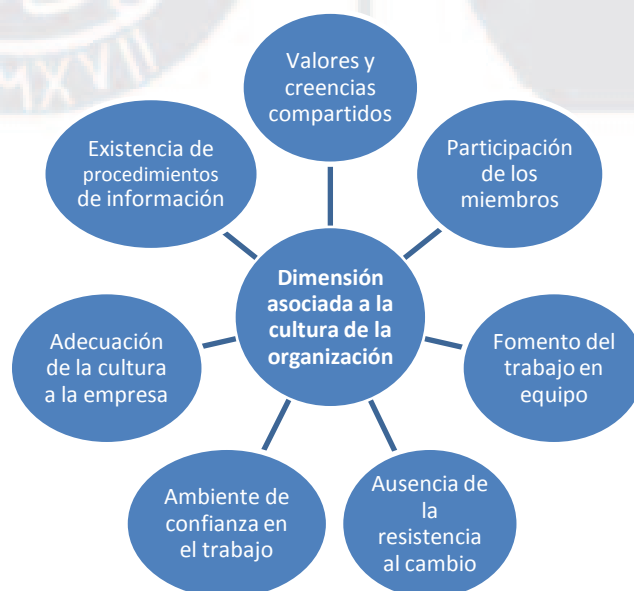 MXVII
Valores y
creencias
compartidos
Existencia de
procedimientos
de información
Participación
de los
miembros
Dimensión
asociada a la
cultura de la
organización
Adecuación
de la cultura
a la empresa
Fomento del
trabajo en
equipo
Ambiente de
confianza en
el trabajo
Ausencia de
la
resistencia
al cambio